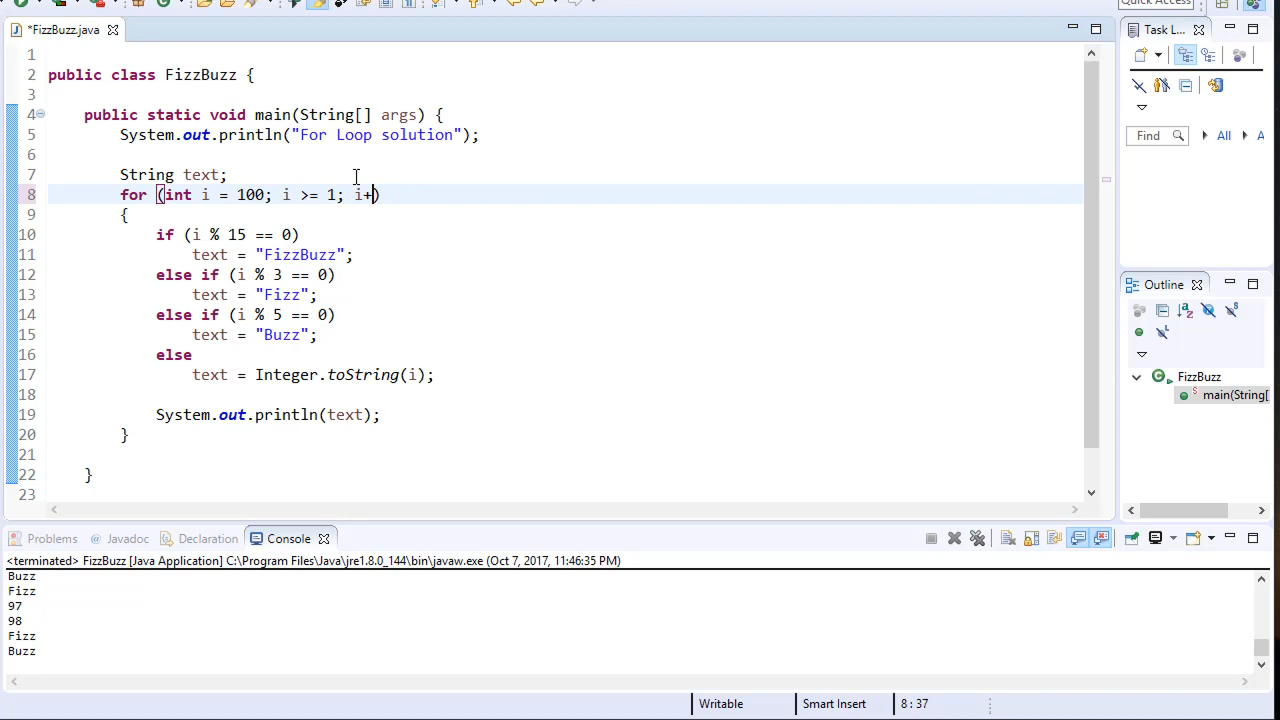 Quick Access
*FizzBuzz.java
Task L...
1
2 public class FizzBuzz {
3
4 public static void main(String[] args) {
5 System.out.println("For Loop solution");
6
7 String text;
8 for (int i = 100; i >= 1; i+)
9 {
10 if (i % 15 == 0)
11 text = "FizzBuzz";
12 else if (i % 3 == 0)
13 text = "Fizz";
14 else if (i % 5 == 0)
15 text = "Buzz";
16 else
17 text = Integer.toString(i);
18
19 System.out.println(text);
20 }
21
22 }
23
Find All A
Outline
FizzBuzz
main(String[
Problems Javadoc Declaration Console
<terminated> FizzBuzz [Java Application] C:\Program Files\Java\jre1.8.0_144\bin\javaw.exe (Oct 7, 2017, 11:46:35 PM)
Buzz
Fizz
97
98
Fizz
Buzz
Writable Smart Insert 8 : 37